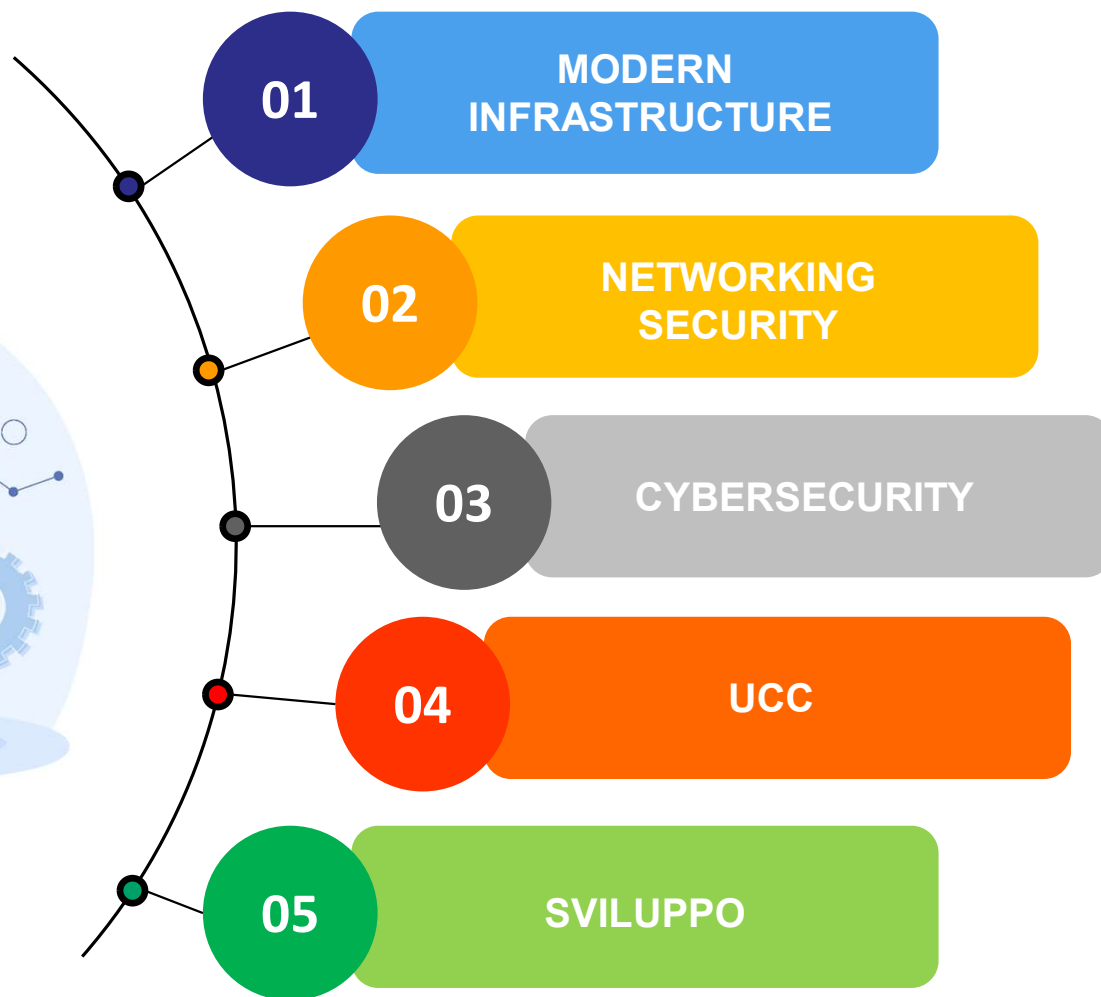 01
MODERN
INFRASTRUCTURE
02
NETWORKING
SECURITY
03
CYBERSECURITY
04
UCC
05
SVILUPPO